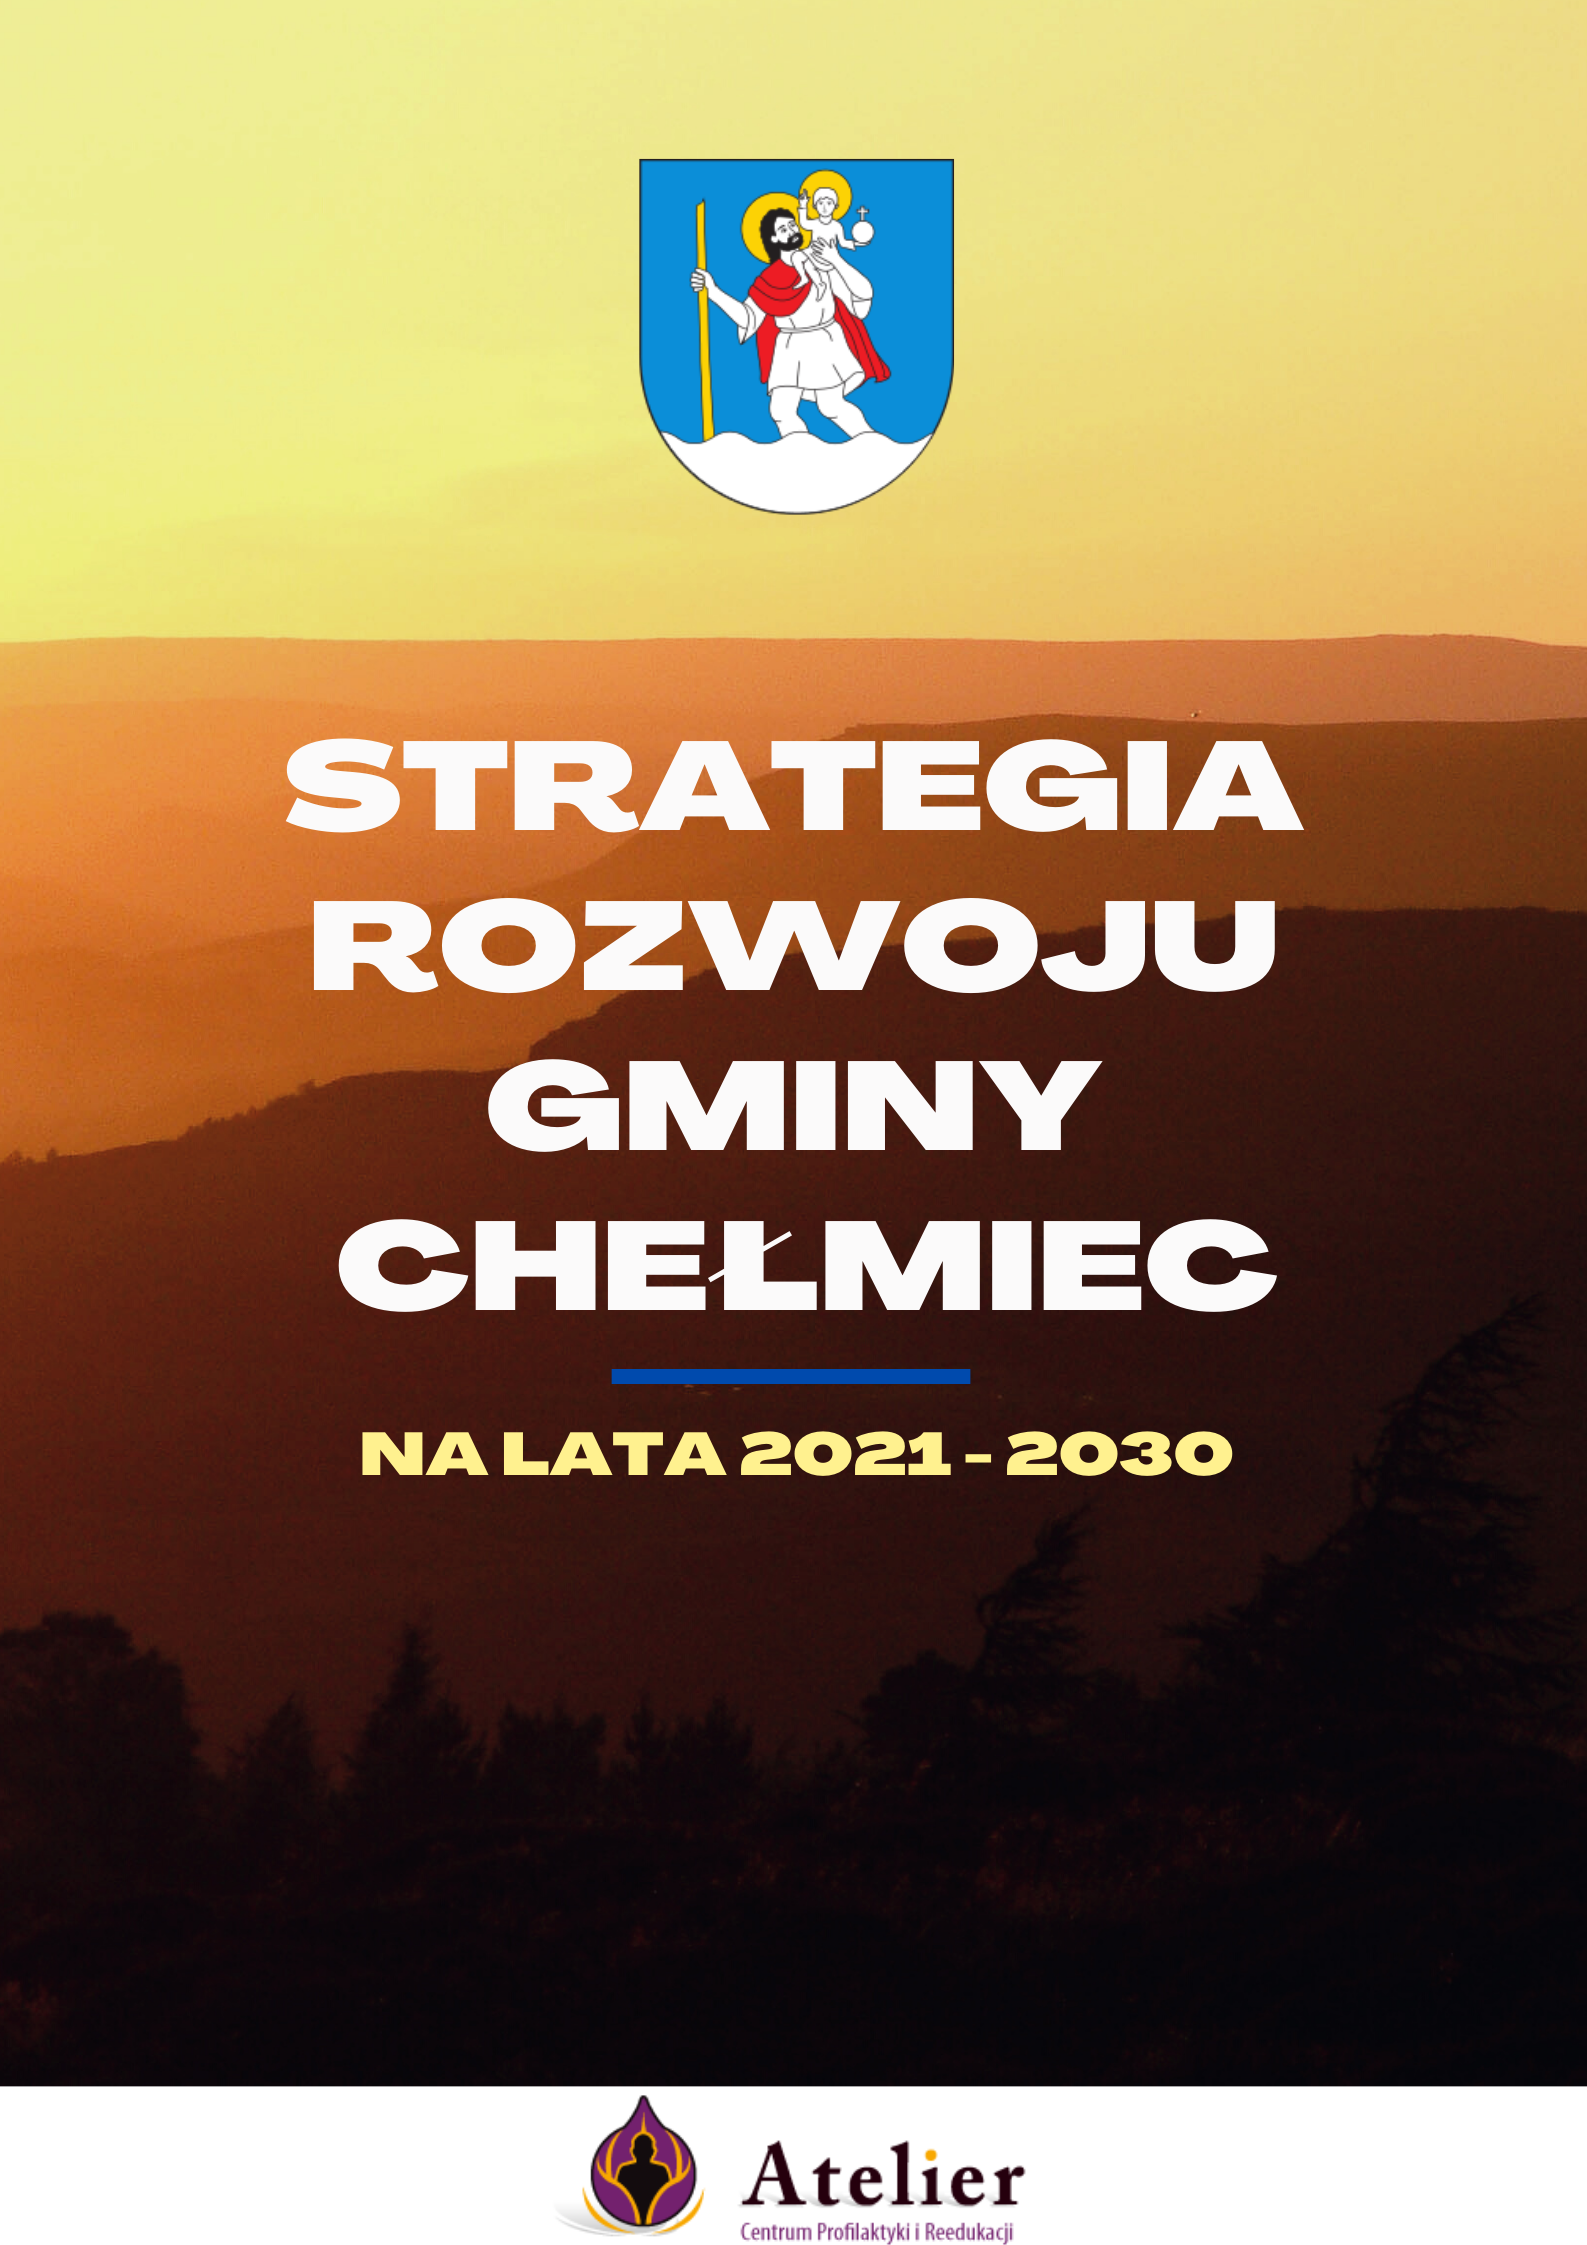 STRATEGIA
ROZWOJU
GMINY
CHEŁMIEC
NA LATA 2021 - 2030
Atelier
Centrum Profilaktyki i Reedukacji